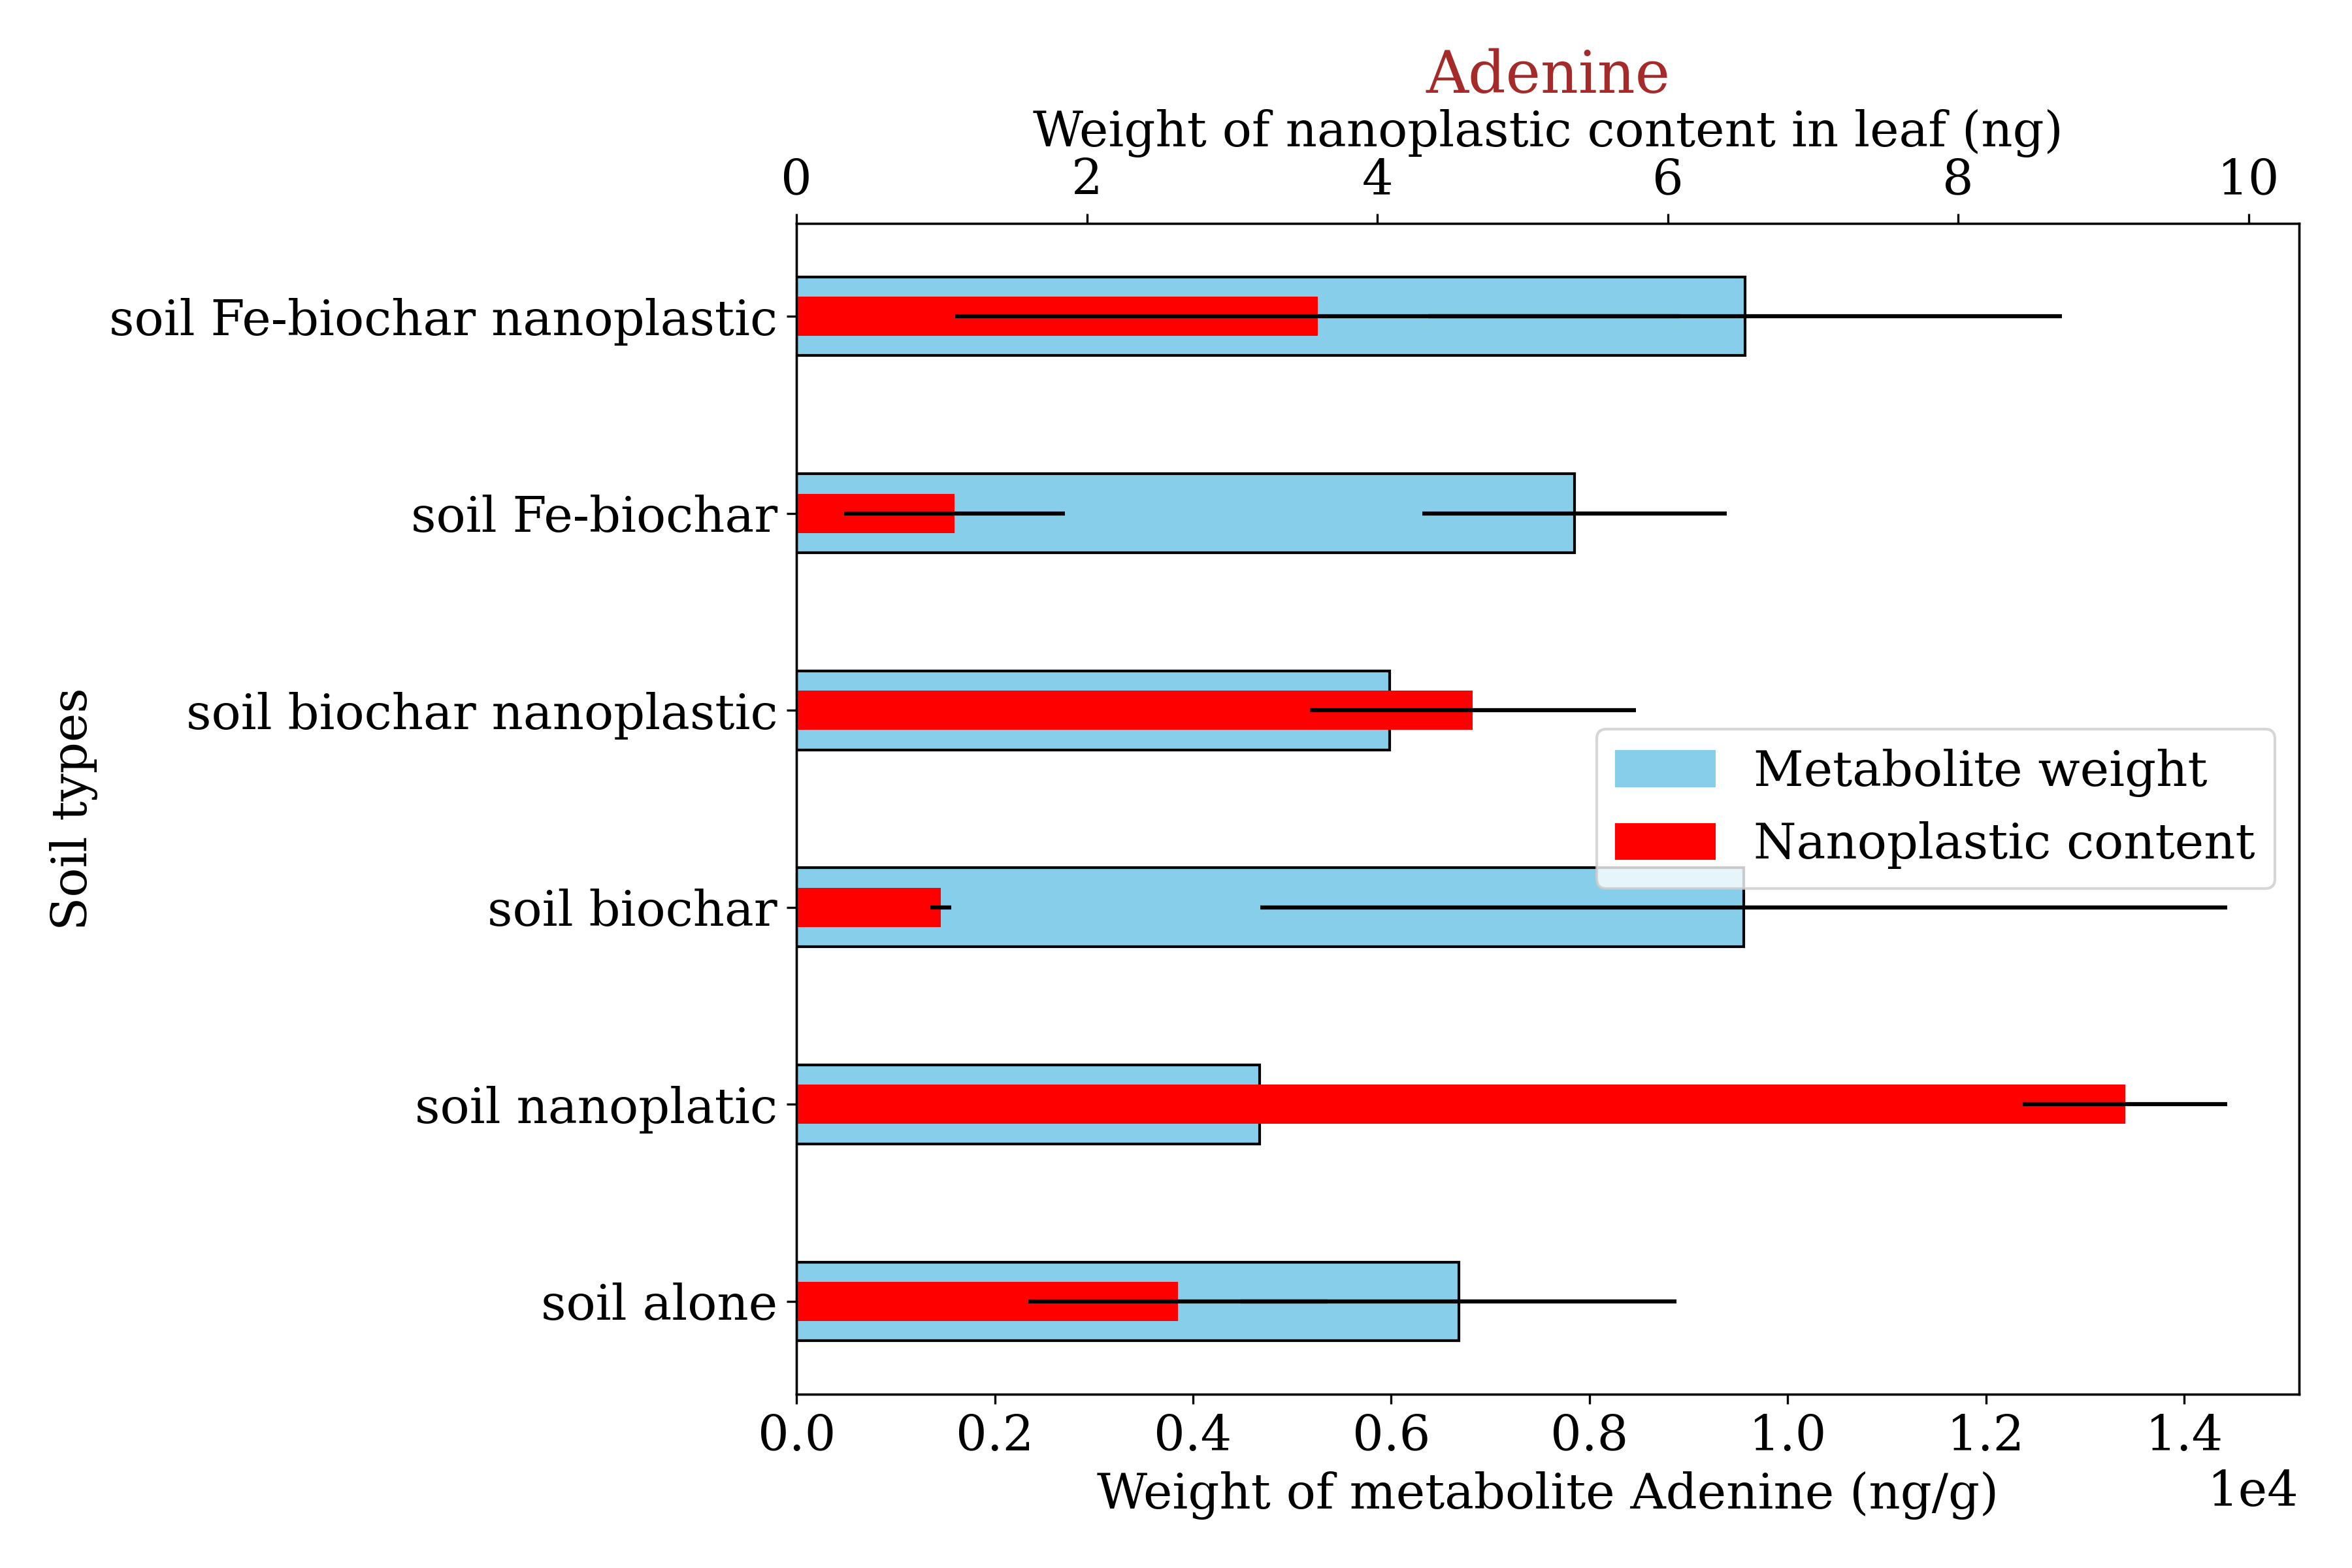 Adenine
Weight of nanoplastic content in leaf (ng)
0 2 4 6 8 10
soil Fe-biochar nanoplastic
soil Fe-biochar
soil biochar nanoplastic
soil biochar
soil nanoplatic
soil alone
Soil types
Metabolite weight
Nanoplastic content
0.0 0.2 0.4 0.6 0.8 1.0 1.2 1.4
Weight of metabolite Adenine (ng/g)
1e4